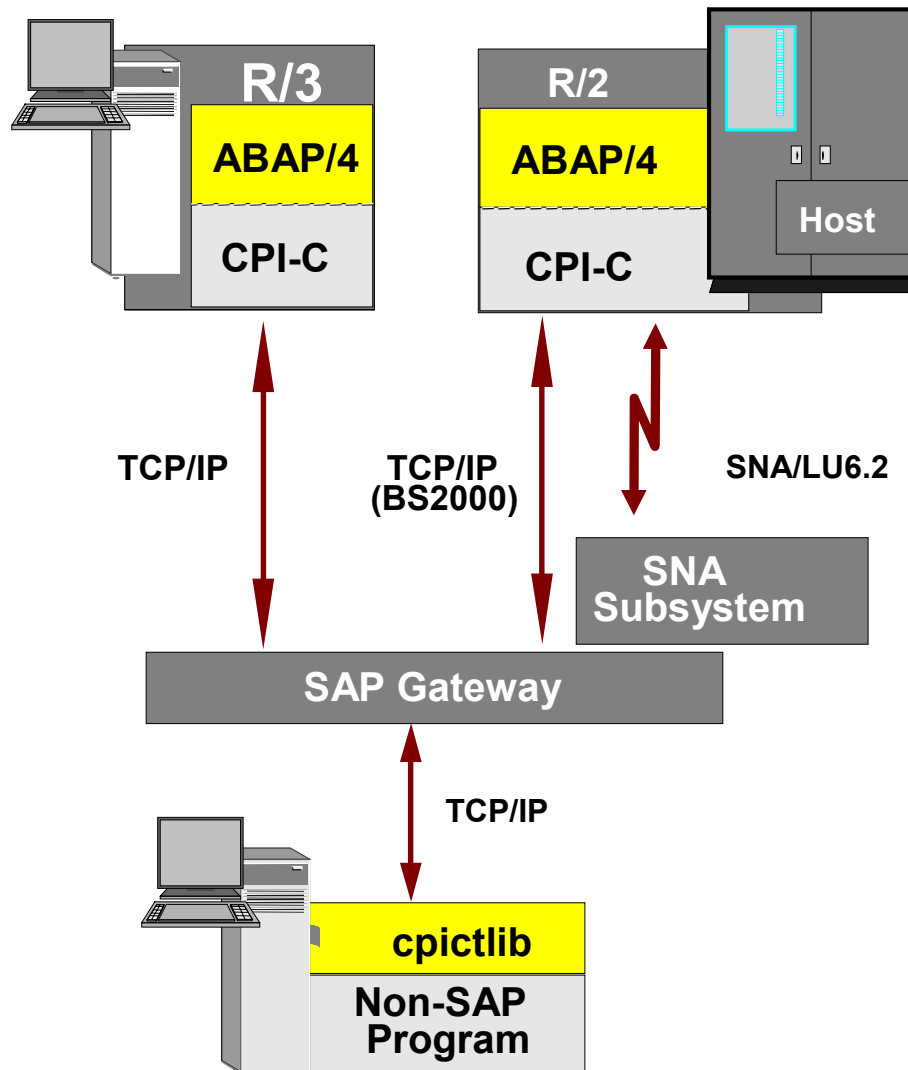 R/3
ABAP/4
CPI-C
R/2
ABAP/4
CPI-C
Host
TCP/IP
TCP/IP
(BS2000)
SNA/LU6.2
SNA
Subsystem
SAP Gateway
TCP/IP
cpictlib
Non-SAP
Program